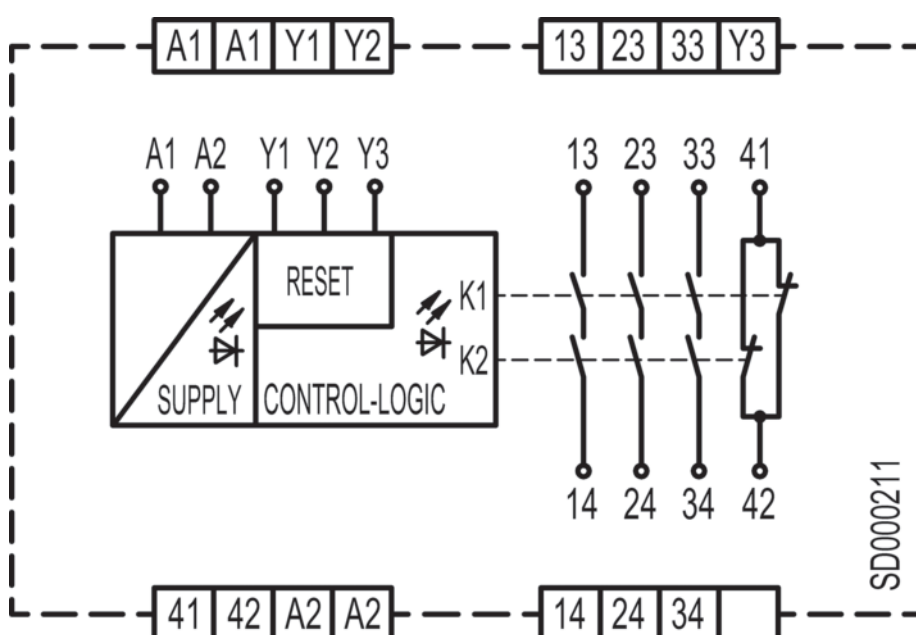 A1 A1 Y1 Y2 13 23 33 Y3
A1 A2 Y1 Y2 Y3 13 23 33 41
RESET
K1
K2
SUPPLY CONTROL-LOGIC
14 24 34 42
SD000211
41 42 A2 A2 14 24 34